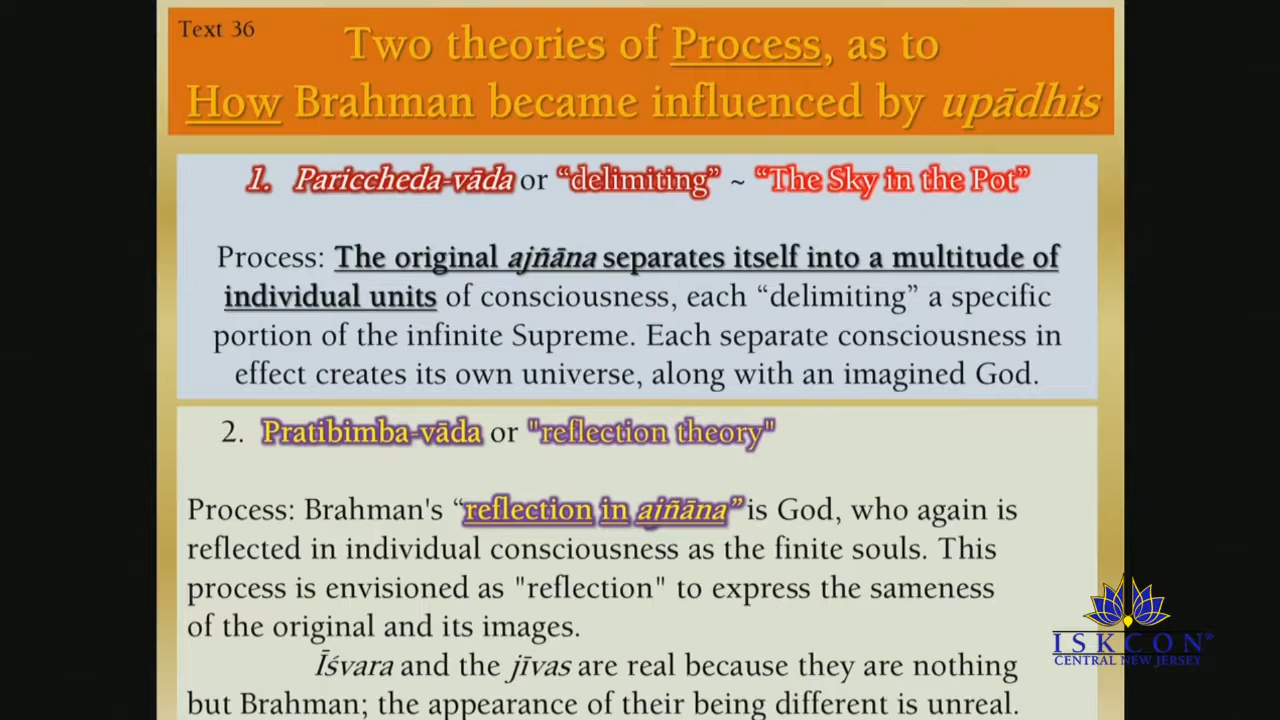 Text 36
Two theories of Process, as to
How Brahman became influenced by upādhis
1. Pariccheda-vāda or “delimiting” ~ “The Sky in the Pot”
Process: The original ajñāna separates itself into a multitude of
individual units of consciousness, each “delimiting” a specific
portion of the infinite Supreme. Each separate consciousness in
effect creates its own universe, along with an imagined God.
2. Pratibimba-vāda or "reflection theory"
Process: Brahman's “reflection in ajñāna” is God, who again is
reflected in individual consciousness as the finite souls. This
process is envisioned as "reflection" to express the sameness
of the original and its images.
Īśvara and the jīvas are real because they are nothing
but Brahman; the appearance of their being different is unreal.
ISKCON®
CENTRAL NEW JERSEY